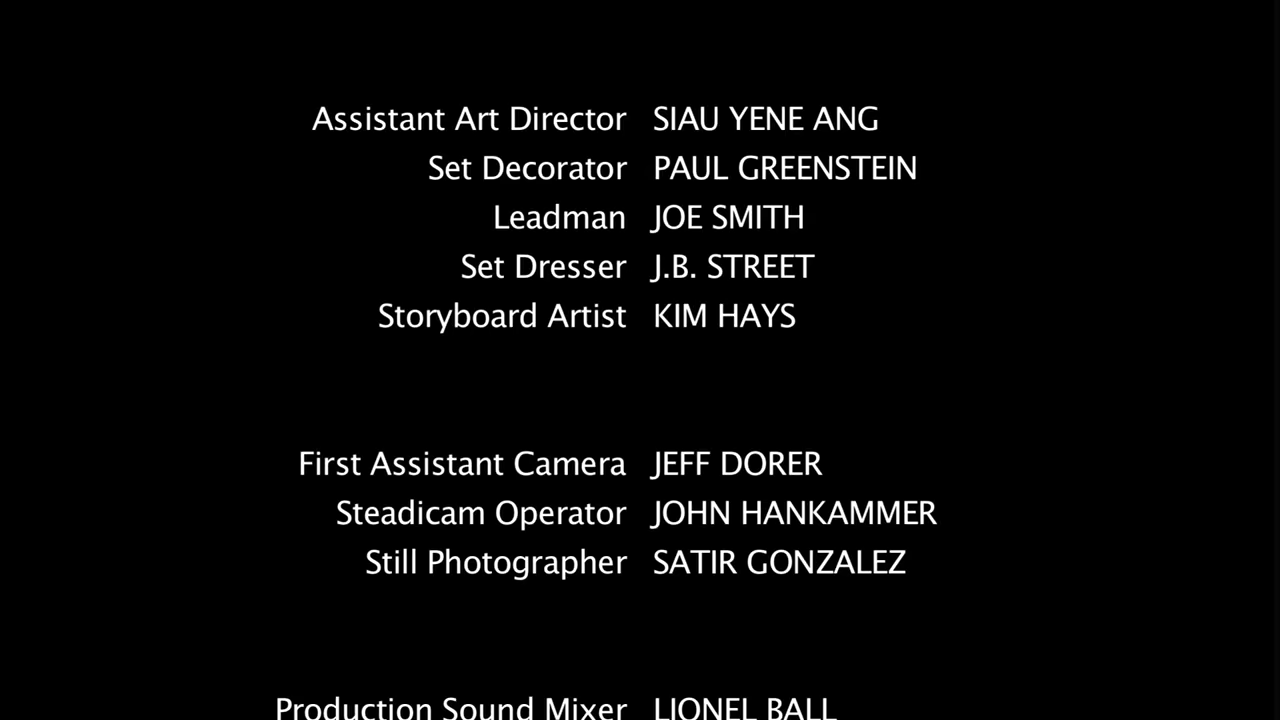 Assistant Art Director SIAU YENE ANG
Set Decorator PAUL GREENSTEIN
Leadman JOE SMITH
Set Dresser J.B. STREET
Storyboard Artist KIM HAYS
First Assistant Camera JEFF DORER
Steadicam Operator JOHN HANKAMMER
Still Photographer SATIR GONZALEZ
Production Sound Mixer LIONEL BALL